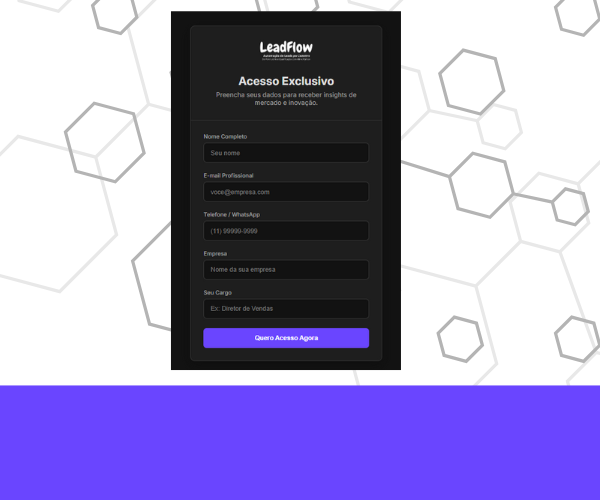 LeadFlow
Acesso Exclusivo
Preencha seus dados para receber insights de
mercado e inovação.
Nome Completo
Seu nome
E-mail Profissional
voce@empresa.com
Telefone / WhatsApp
(11) 99999-9999
Empresa
Nome da sua empresa
Seu Cargo
Ex: Diretor de Vendas
Quero Acesso Agora